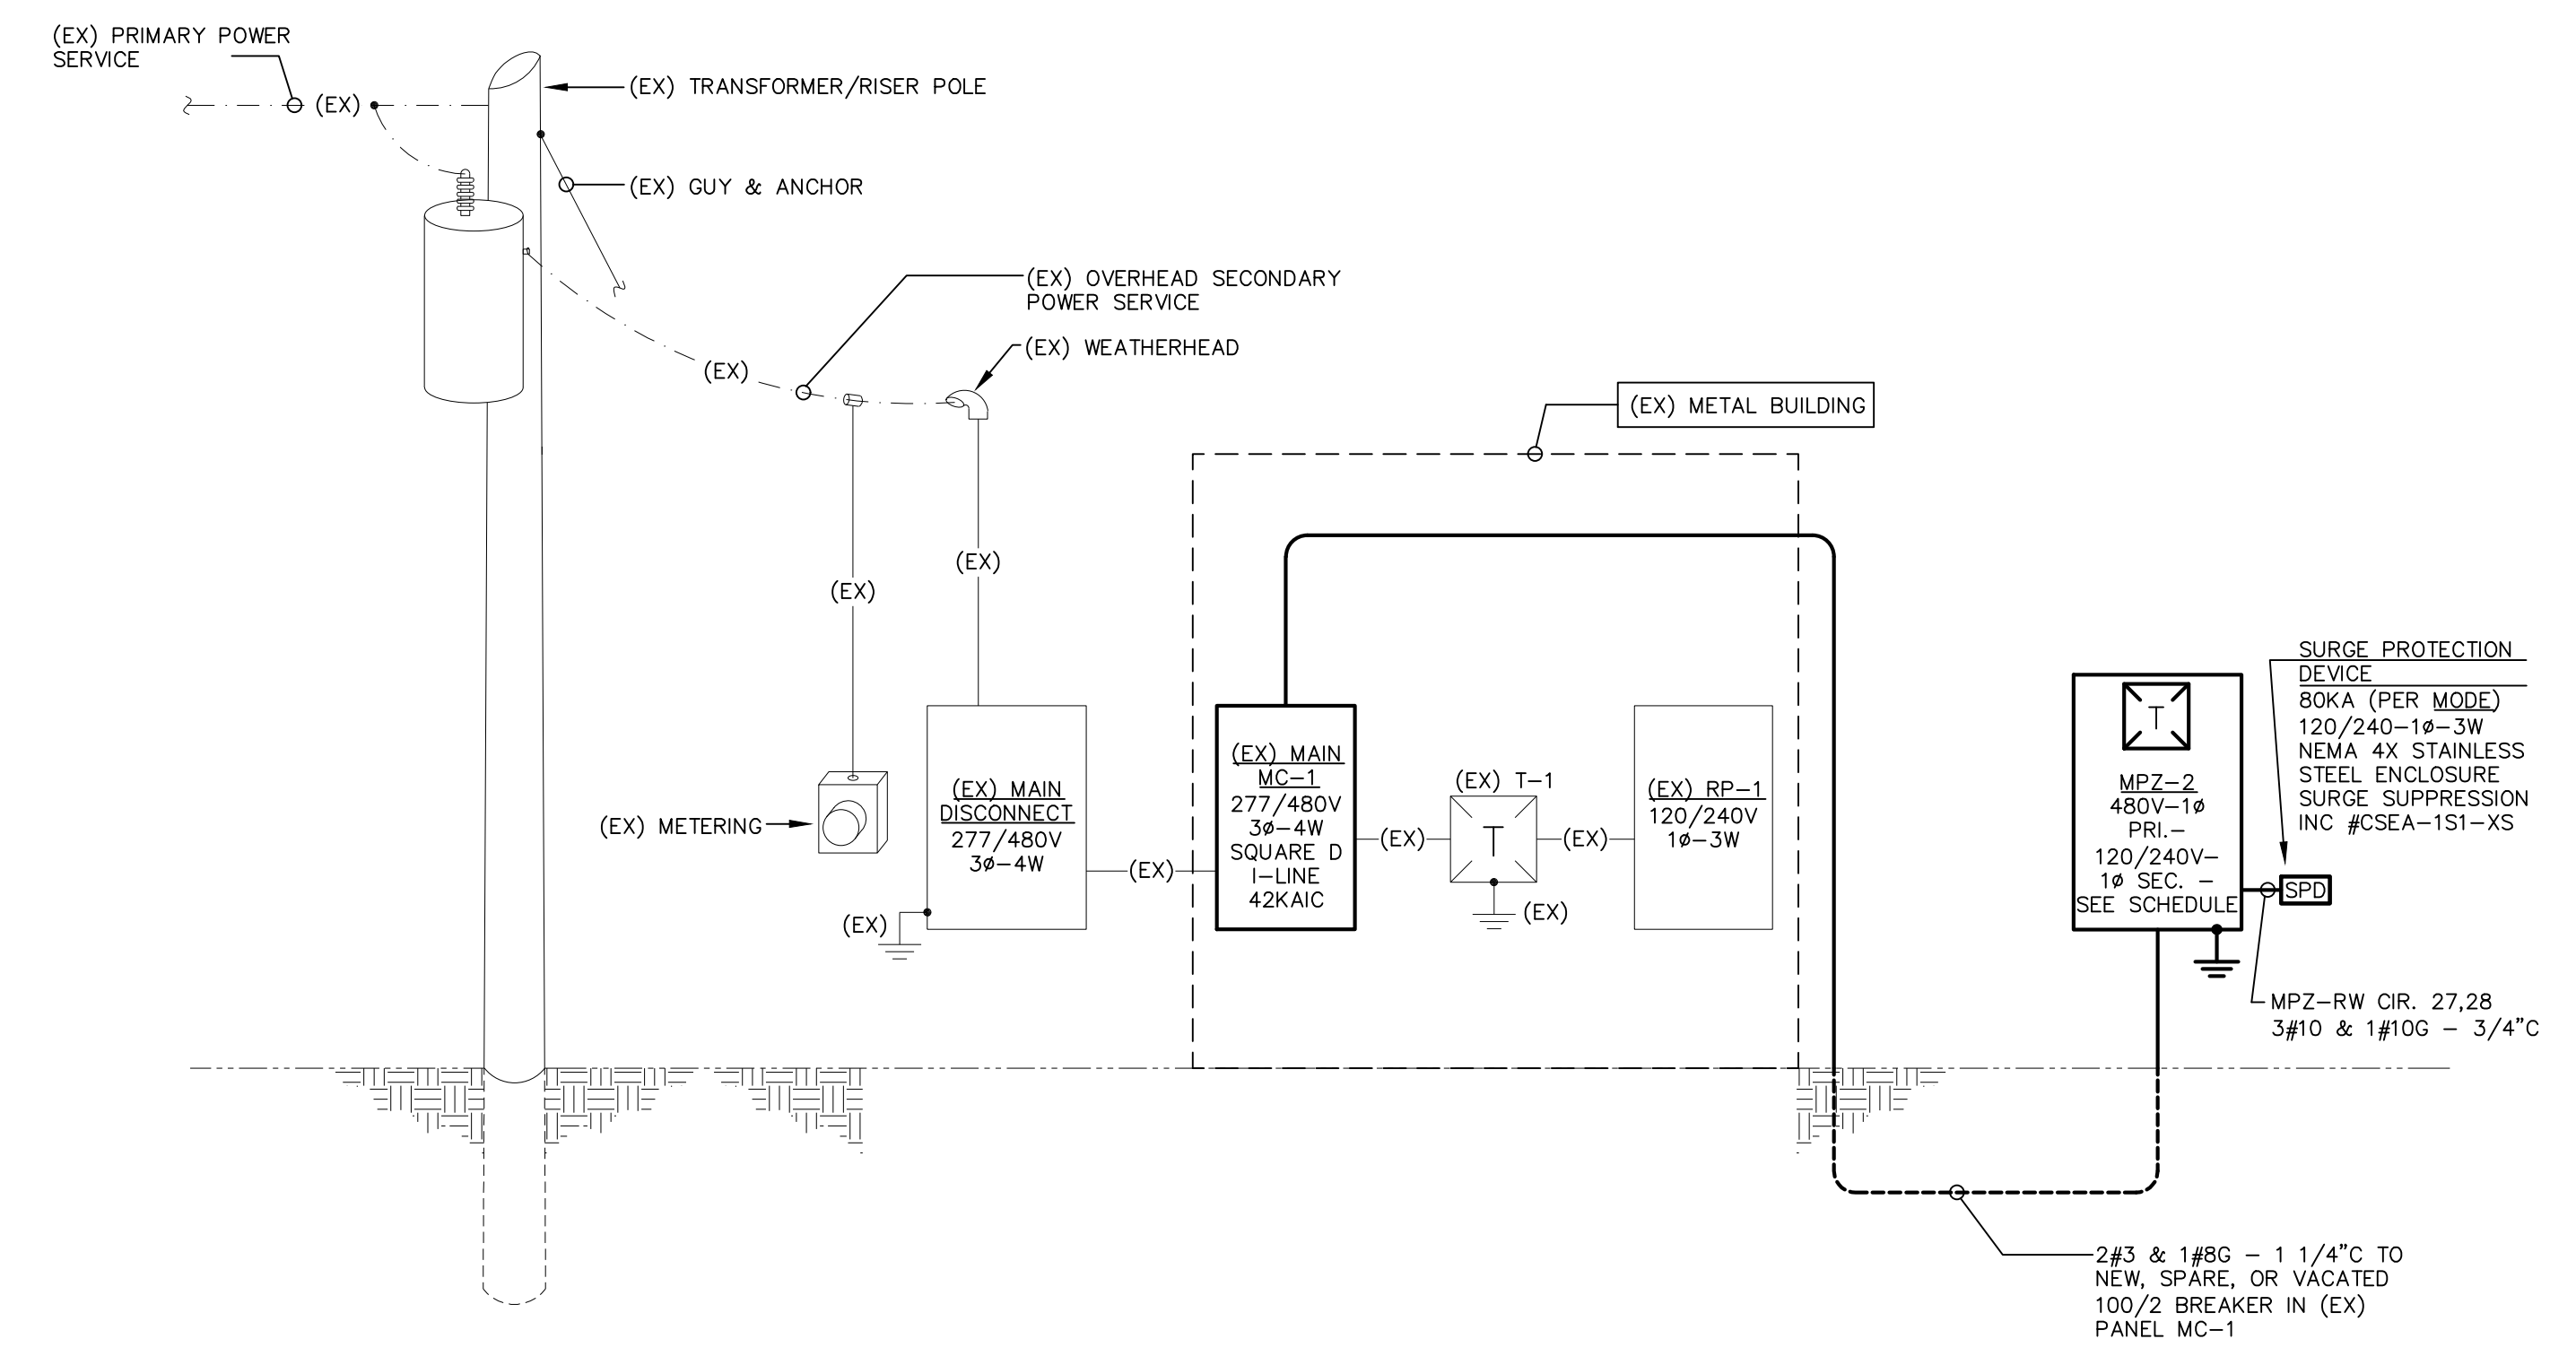 (EX) PRIMARY POWER
SERVICE
(EX)
(EX) TRANSFORMER/RISER POLE
(EX) GUY & ANCHOR
(EX) OVERHEAD SECONDARY
POWER SERVICE
(EX)
(EX) WEATHERHEAD
(EX) METAL BUILDING
(EX)
(EX)
(EX) METERING
(EX) MAIN
DISCONNECT
277/480V
3ø-4W
(EX)
(EX)
(EX) MAIN
MC-1
277/480V
3ø-4W
SQUARE D
I-LINE
42KAIC
(EX)
(EX) T-1
T
(EX)
(EX)
(EX) RP-1
120/240V
1ø-3W
T
MPZ-2
480V-1ø
PRI.-
120/240V-
1ø SEC. -
SEE SCHEDULE
SURGE PROTECTION
DEVICE
80KA (PER MODE)
120/240-1ø-3W
NEMA 4X STAINLESS
STEEL ENCLOSURE
SURGE SUPPRESSION
INC #CSEA-1S1-XS
SPD
MPZ-RW CIR. 27,28
3#10 & 1#10G - 3/4"C
2#3 & 1#8G - 1 1/4"C TO
NEW, SPARE, OR VACATED
100/2 BREAKER IN (EX)
PANEL MC-1